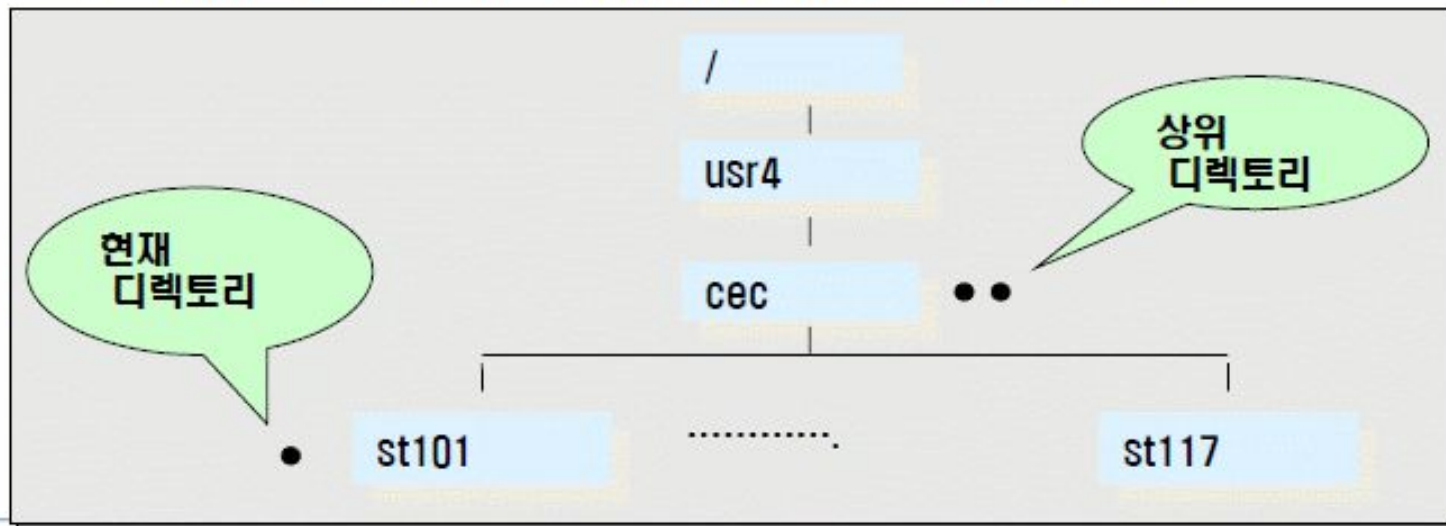 /
상위
디렉토리
usr4
현재
디렉토리
cec
••
• st101
.............
st117